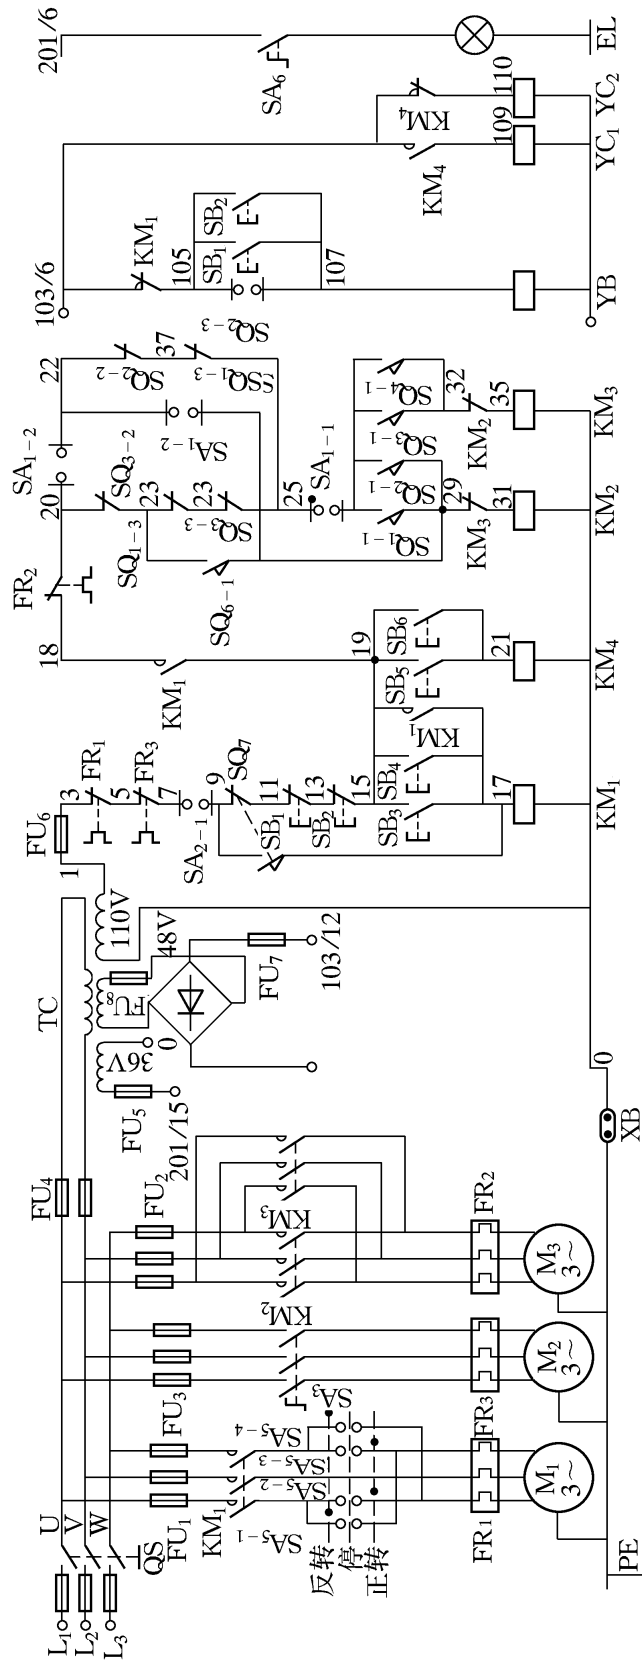 L1
L2
L3
QS
U
V
W
FU1
KM1
SA5-1
SA5-2
SA5-3
SA5-4
反转
停
正转
FR1
M1
3~
PE
FU3
SA3
FR3
M2
3~
FU2
KM2
KM3
FR2
M3
3~
XB
FU4
TC
FU5
201/15
36V
0
0
FU8
48V
110V
FU7
103/12
1
FU6
3
FR1
5
FR3
7
SA2-1
9
SQ7
11
SB1
13
SB2
15
SB3
SB4
KM1
17
KM1
18
KM1
19
SB5
SB6
21
KM4
FR2
20
SA1-2
22
SQ3-2
SQ1-3
23
23
SQ3-3
SQ6-1
SA1-2
SQ2-2
37
SSQ1-3
SQ2-3
25
SA1-1
SQ1-1
SQ2-1
SQ3-1
SQ4-1
29
KM3
31
KM2
32
KM2
35
KM3
103/6
KM1
105
SB1
SB2
107
YB
KM4
KM4
109
110
YC1
YC2
201/6
SA6
EL